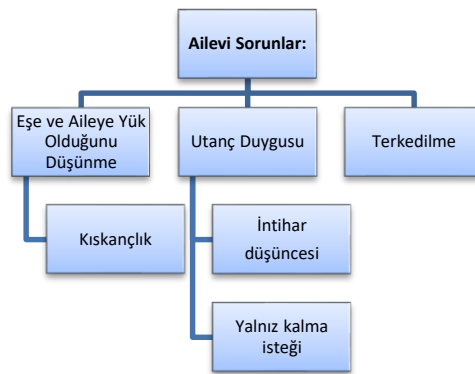 Ailevi Sorunlar:
Eşe ve Aileye Yük
Olduğunu
Düşünme
Utanç Duygusu
Terkedilme
Kıskançlık
İntihar
düşüncesi
Yalnız kalma
isteği